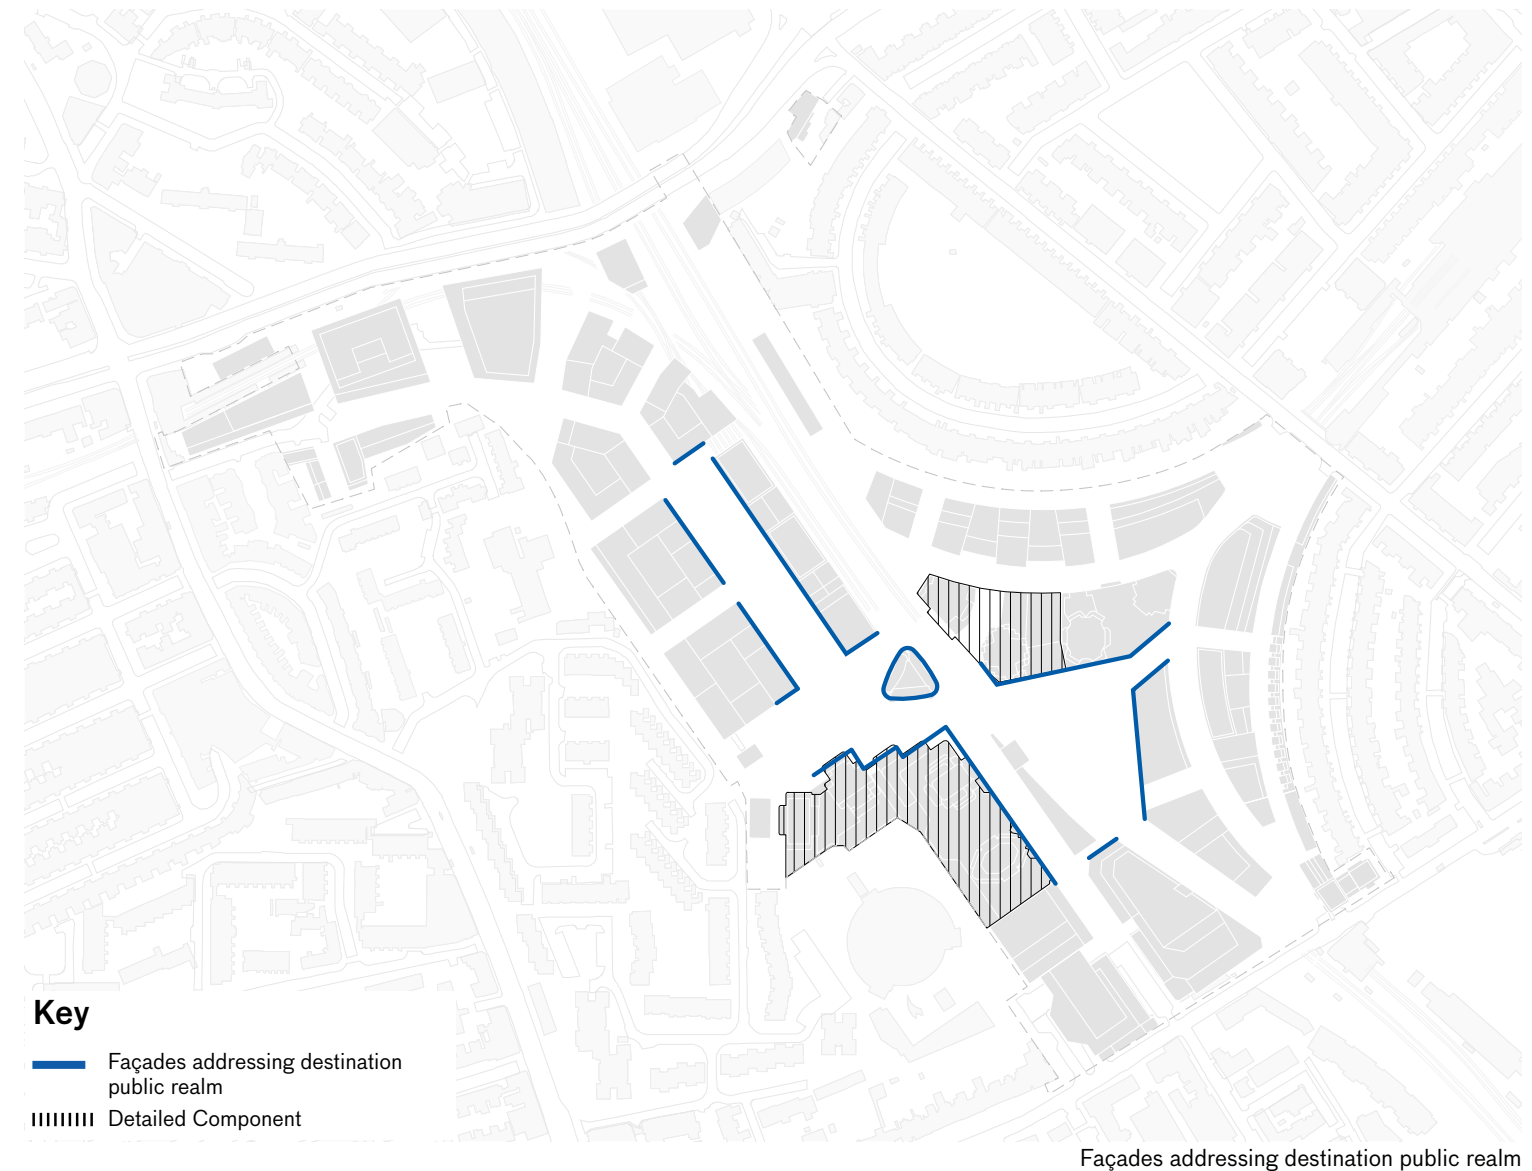 Key
Façades addressing destination
public realm
Detailed Component
Façades addressing destination public realm